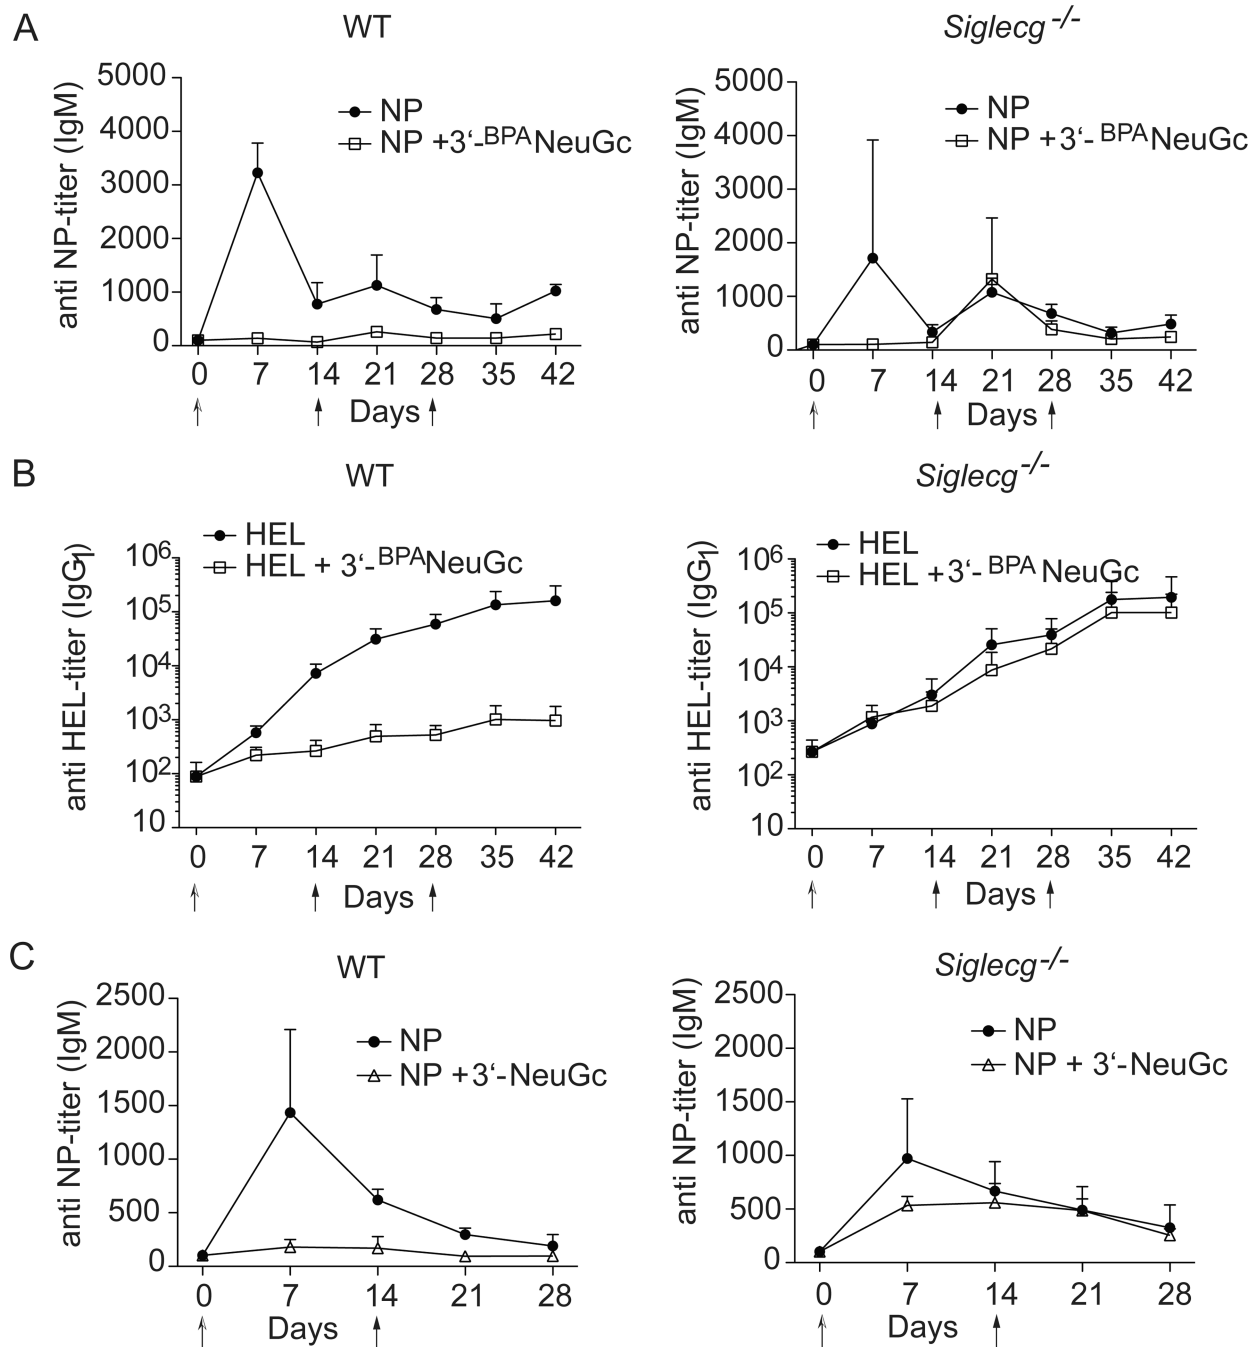 A
WT
Siglecg-/-
anti NP-titer (IgM)
5000
4000
3000
2000
1000
0
NP
NP +3‘-BPANeuGc
0 7 14 21 28 35 42
Days
anti NP-titer (IgM)
5000
4000
3000
2000
1000
0
NP
NP +3‘- BPANeuGc
0 7 14 21 28 35 42
Days
B
WT
Siglecg-/-
anti HEL-titer (IgG1)
10^6
10^5
10^4
10^3
10^2
10
HEL
HEL + 3‘-BPANeuGc
0 7 14 21 28 35 42
Days
anti HEL-titer (IgG1)
10^6
10^5
10^4
10^3
10^2
10
HEL
HEL +3‘- BPA NeuGc
0 7 14 21 28 35 42
Days
C
WT
Siglecg-/-
anti NP-titer (IgM)
2500
2000
1500
1000
500
0
NP
NP +3‘-NeuGc
0 7 14 21 28
Days
anti NP-titer (IgM)
2500
2000
1500
1000
500
0
NP
NP + 3‘-NeuGc
0 7 14 21 28
Days